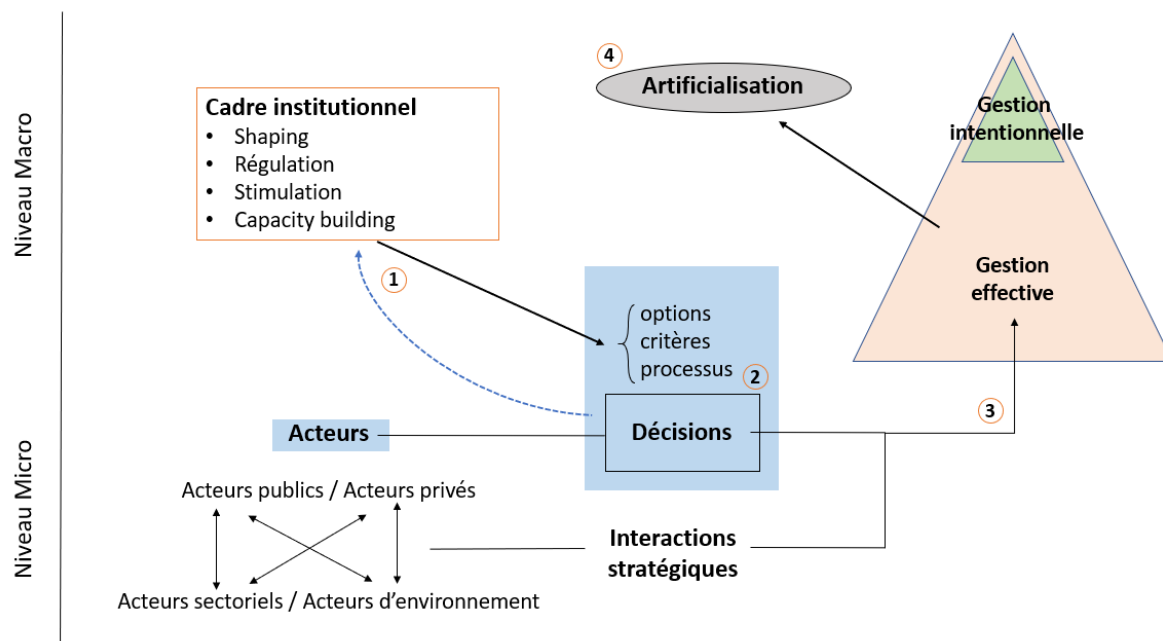 Niveau Macro
Niveau Micro
Cadre institutionnel
• Shaping
• Régulation
• Stimulation
• Capacity building
1
4
Artificialisation
Gestion
intentionnelle
Gestion
effective
options
critères
processus
2
Acteurs
Décisions
3
Acteurs publics / Acteurs privés
Interactions
stratégiques
Acteurs sectoriels / Acteurs d'environnement